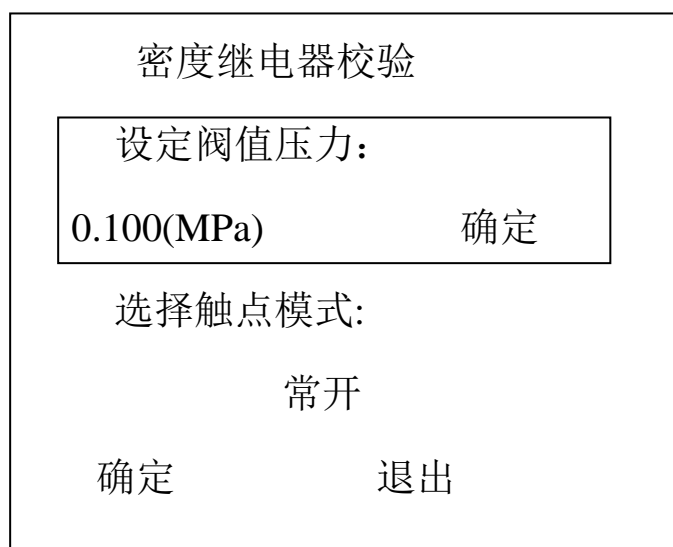 密度继电器校验
设定阀值压力：
0.100(MPa) 确定
选择触点模式:
常开
确定 退出